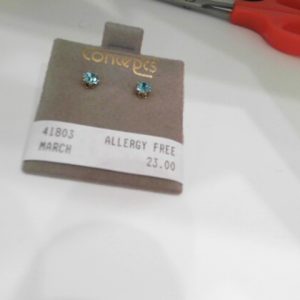 concepts
41803 ALLERGY FREE
MARCH 23.00